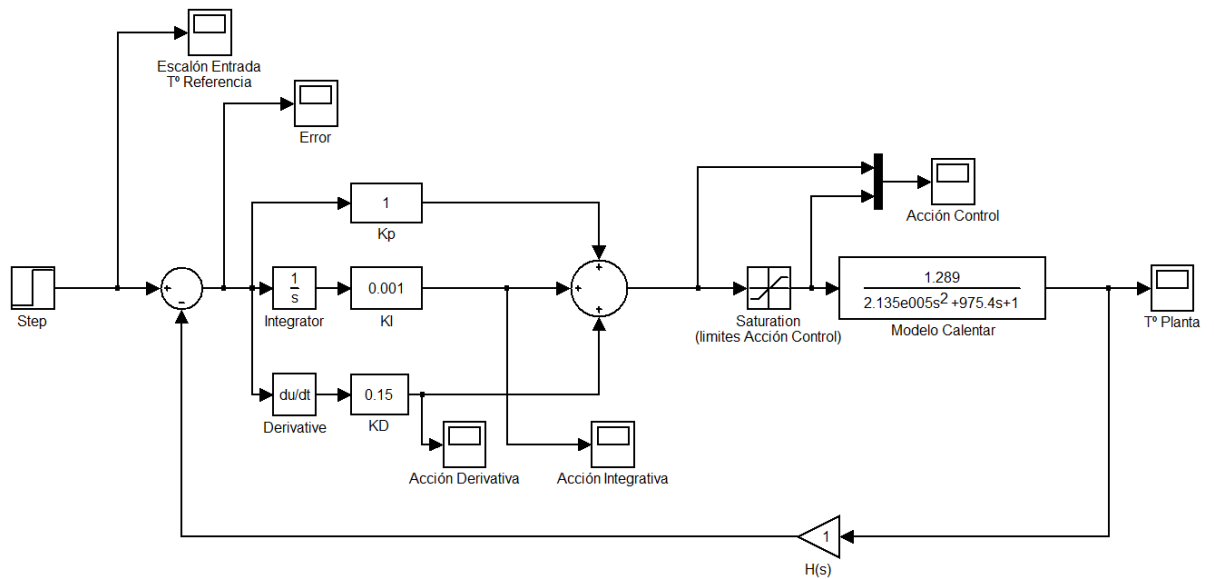 Escalón Entrada
Tº Referencia
Error
1
Kp
Acción Control
+
-
Step
1
s
Integrator
0.001
KI
+
+
+
Saturation
(limites Acción Control)
1.289
2.135e005s2 +975.4s+1
Modelo Calentar
Tº Planta
du/dt
Derivative
0.15
KD
Acción Derivativa
Acción Integrativa
1
H(s)